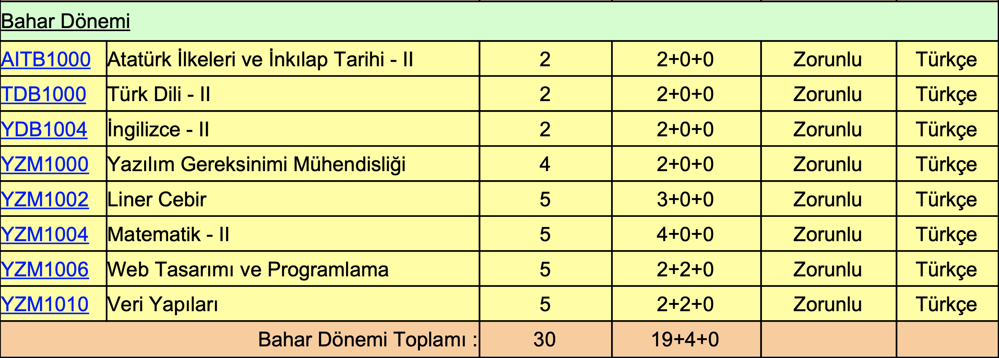 Bahar Dönemi
AITB1000 Atatürk İlkeleri ve İnkılap Tarihi - II 2 2+0+0 Zorunlu Türkçe
TDB1000 Türk Dili - II 2 2+0+0 Zorunlu Türkçe
YDB1004 İngilizce - II 2 2+0+0 Zorunlu Türkçe
YZM1000 Yazılım Gereksinimi Mühendisliği 4 2+0+0 Zorunlu Türkçe
YZM1002 Liner Cebir 5 3+0+0 Zorunlu Türkçe
YZM1004 Matematik - II 5 4+0+0 Zorunlu Türkçe
YZM1006 Web Tasarımı ve Programlama 5 2+2+0 Zorunlu Türkçe
YZM1010 Veri Yapıları 5 2+2+0 Zorunlu Türkçe
Bahar Dönemi Toplamı : 30 19+4+0